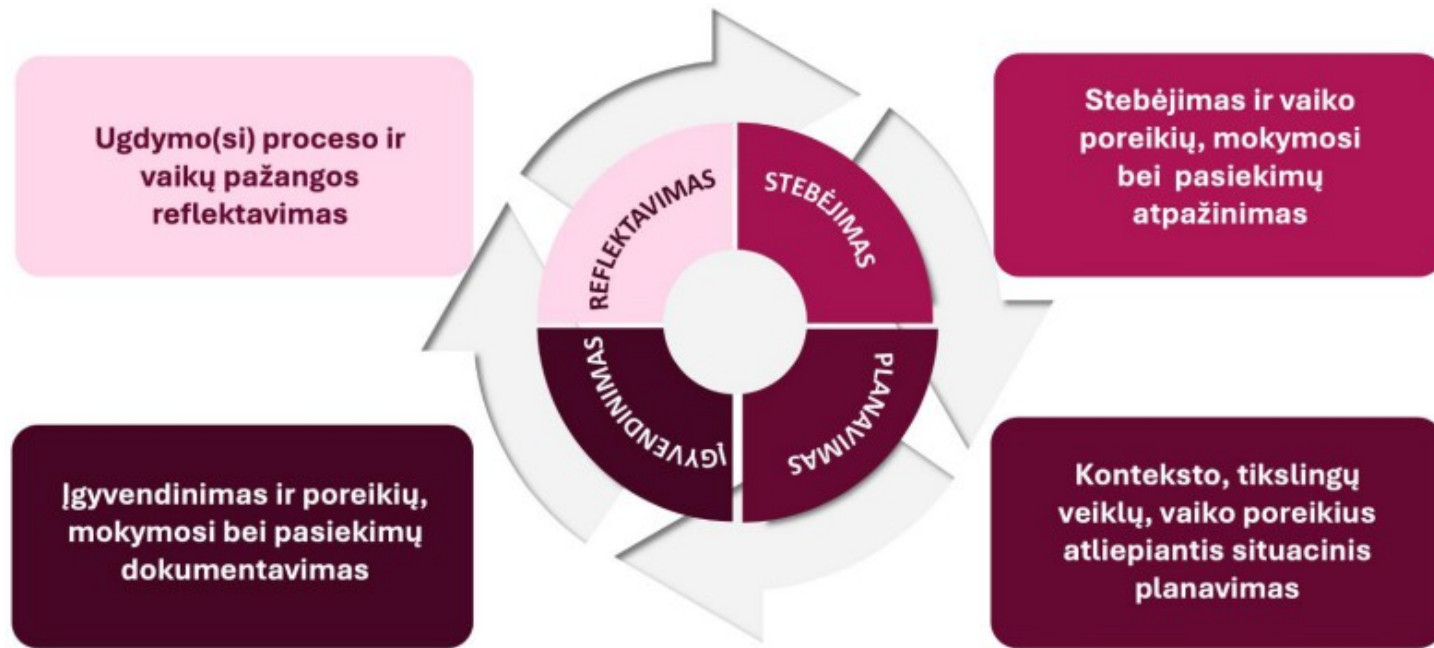 Ugdymo(si) proceso ir
vaikų pažangos
reflektavimas
Stebėjimas ir vaiko
poreikių, mokymosi
bei pasiekimų
atpažinimas
REFLEKTAVIMAS
STEBĖJIMAS
ĮGYVENDINIMAS
PLANAVIMAS
Įgyvendinimas ir poreikių,
mokymosi bei pasiekimų
dokumentavimas
Konteksto, tikslingų
veiklų, vaiko poreikius
atliepiantis situacinis
planavimas